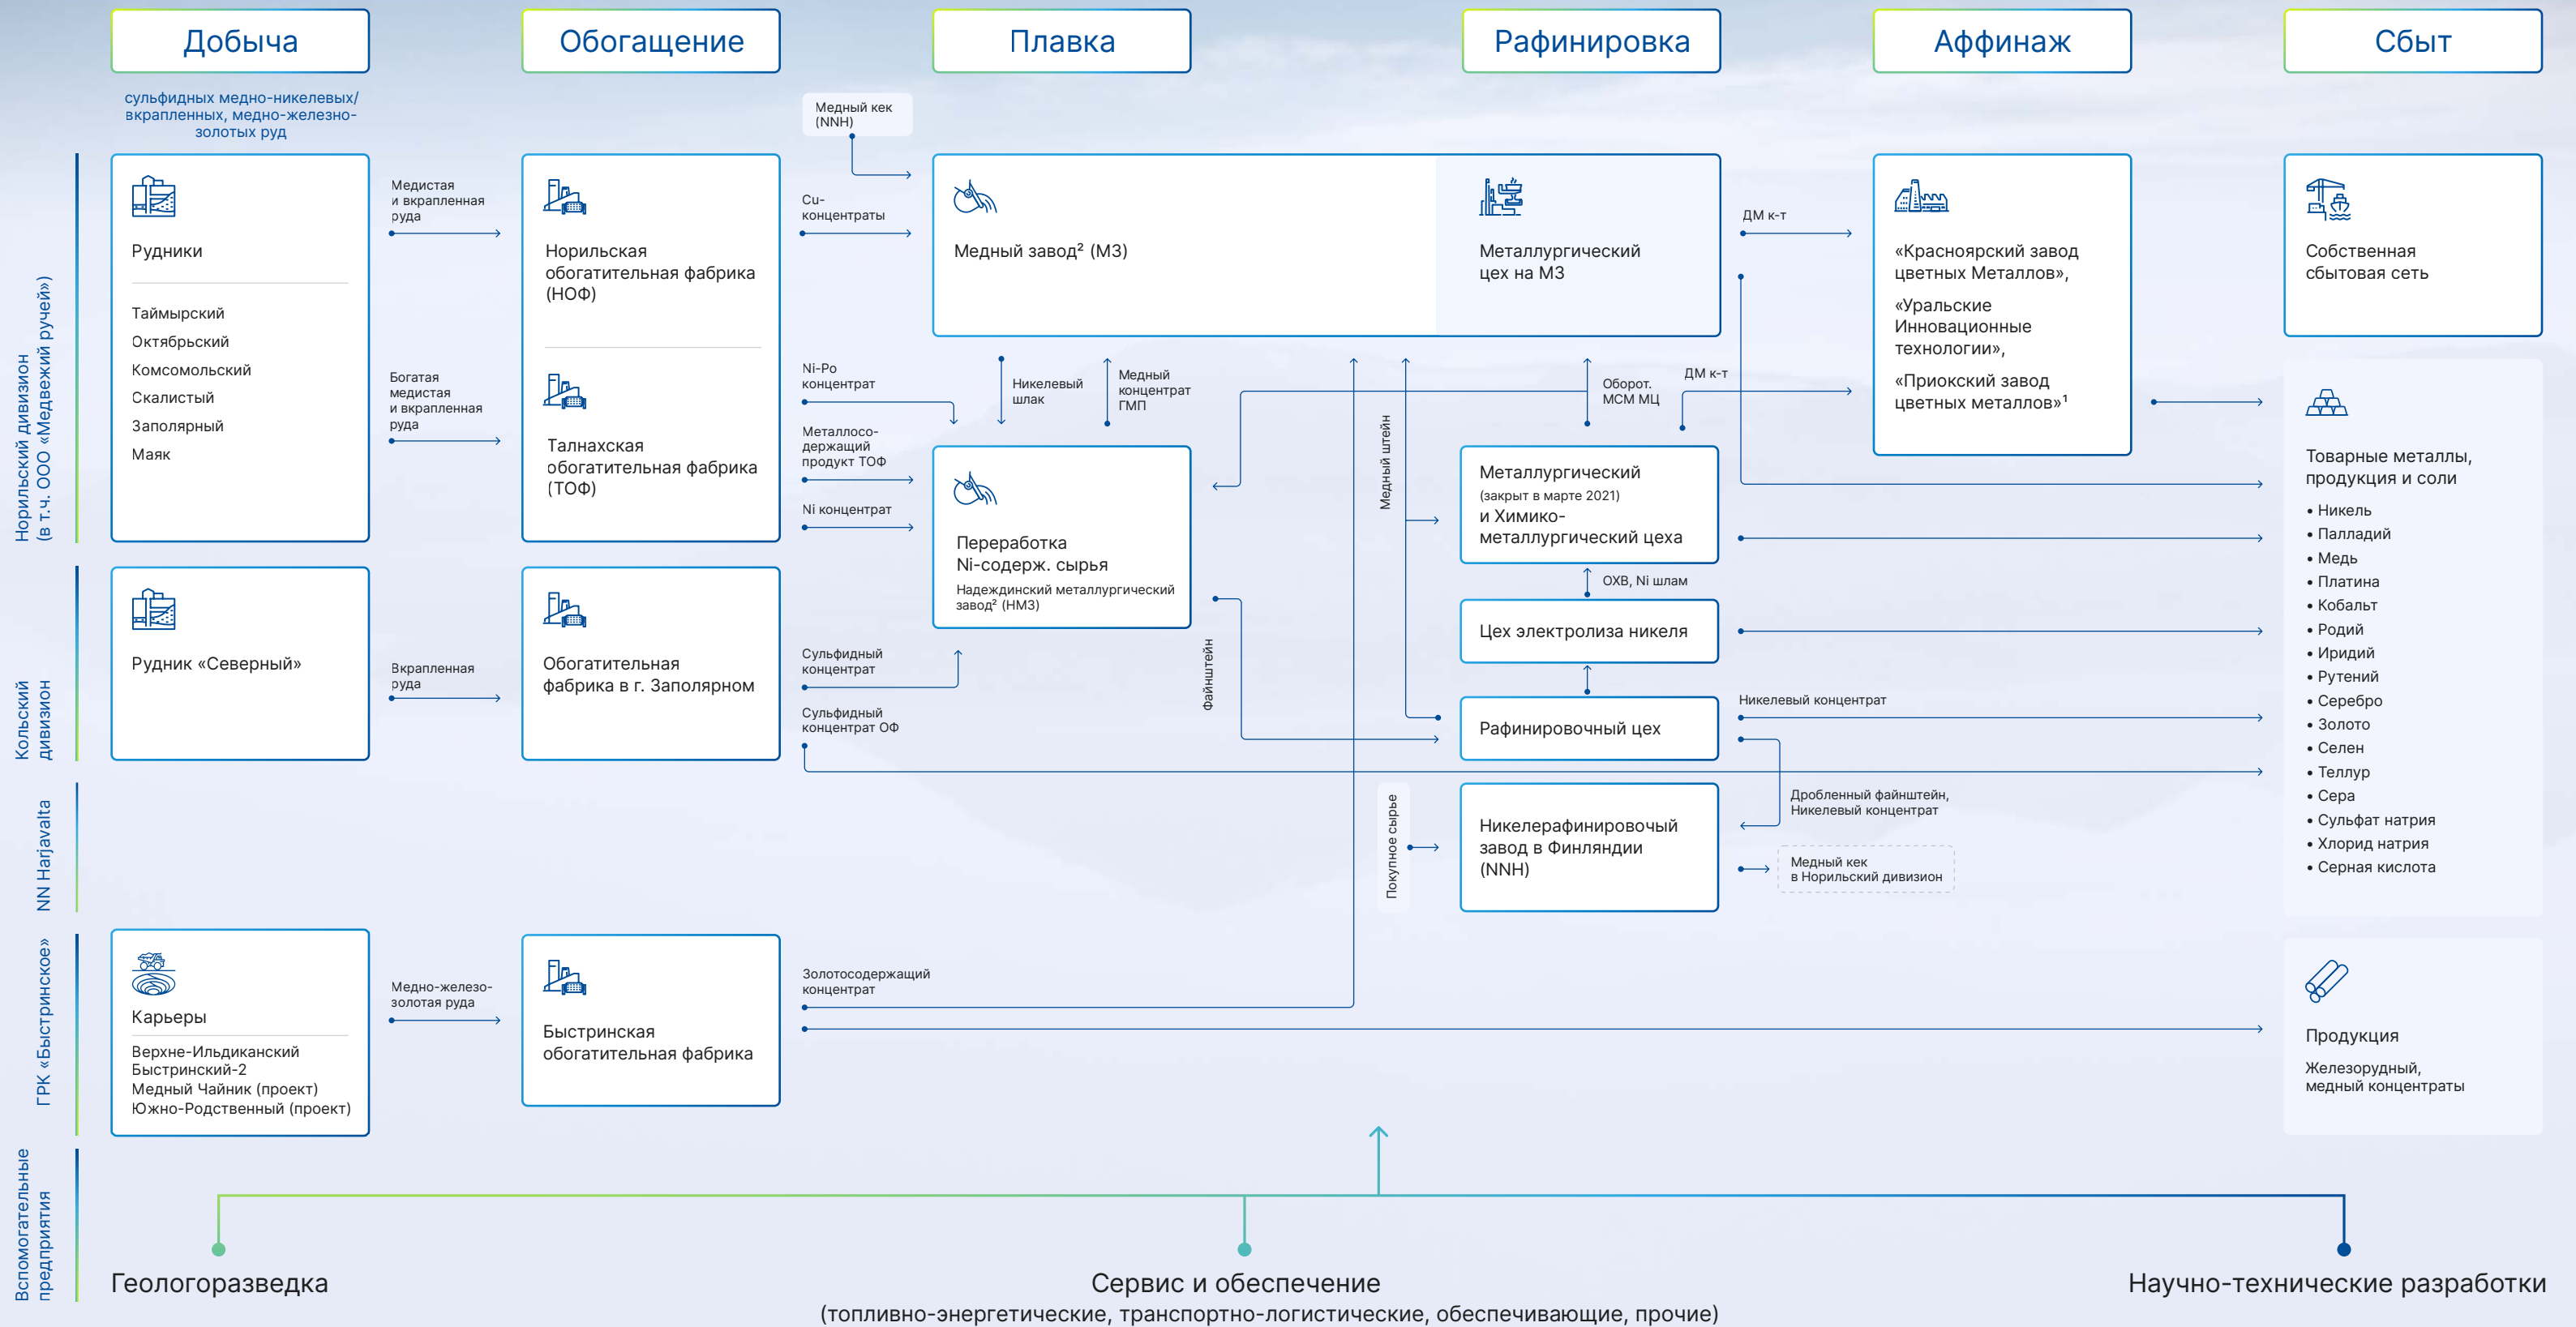 Добыча
Обогащение
Плавка
Рафинировка
Аффинаж
Сбыт
сульфидных медно-никелевых/
вкрапленных, медно-железно-
золотых руд
Норильский дивизион
(в т.ч. ООО «Медвежий ручей»)
Рудники
Таймырский
Октябрьский
Комсомольский
Скалистый
Заполярный
Маяк
Медистая
и вкрапленная
руда
Богатая
медистая
и вкрапленная
руда
Норильская
обогатительная фабрика
(НОФ)
Талнахская
обогатительная фабрика
(ТОФ)
Медный кек
(NNH)
Cu-
концентраты
Ni-Po
концентрат
Металлосо-
держащий
продукт ТОФ
Ni концентрат
Медный завод² (МЗ)
Металлургический
цех на МЗ
Никелевый
шлак
Медный
концентрат
ГМП
Переработка
Ni-содерж. сырья
Надеждинский металлургический
завод² (НМЗ)
Медный штейн
Оборот.
МСМ МЦ
ДМ к-т
ДМ к-т
Металлургический
(закрыт в марте 2021)
и Химико-
металлургический цеха
ОХВ, Ni шлам
«Красноярский завод
цветных Металлов»,
«Уральские
Инновационные
технологии»,
«Приокский завод
цветных металлов»¹
Собственная
сбытовая сеть
Товарные металлы,
продукция и соли
• Никель
• Палладий
• Медь
• Платина
• Кобальт
• Родий
• Иридий
• Рутений
• Серебро
• Золото
• Селен
• Теллур
• Сера
• Сульфат натрия
• Хлорид натрия
• Серная кислота
Кольский
дивизион
Рудник «Северный»
Вкрапленная
руда
Обогатительная
фабрика в г. Заполярном
Сульфидный
концентрат
Сульфидный
концентрат ОФ
Файнштейн
Цех электролиза никеля
Рафинировочный цех
Никелевый концентрат
Дробленный файнштейн,
Никелевый концентрат
NN Harjavalta
Покупное сырье
Никелерафинировочый
завод в Финляндии
(NNH)
Медный кек
в Норильский дивизион
ГРК «Быстринское»
Карьеры
Верхне-Ильдиканский
Быстринский-2
Медный Чайник (проект)
Южно-Родственный (проект)
Медно-железо-
золотая руда
Быстринская
обогатительная фабрика
Золотосодержащий
концентрат
Продукция
Железорудный,
медный концентраты
Вспомогательные
предприятия
Геологоразведка
Сервис и обеспечение
(топливно-энергетические, транспортно-логистические, обеспечивающие, прочие)
Научно-технические разработки